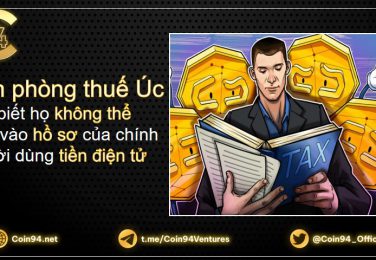 94
phòng thuế Úc
biết họ không thể
vào hồ sơ của chính
dùng tiền điện tử
TAX
Coin94.net
t.me/Coin94Ventures
@Coin94_Offic